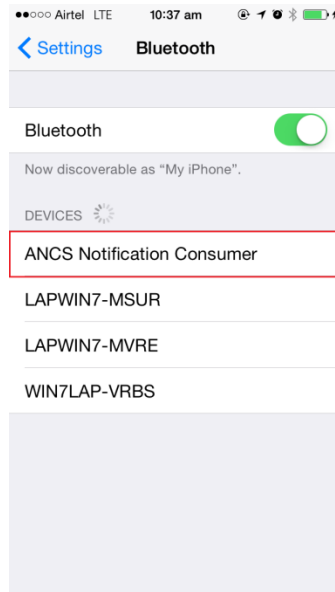 Airtel LTE 10:37 am
Settings Bluetooth
Bluetooth
Now discoverable as “My iPhone”.
DEVICES
ANCS Notification Consumer
LAPWIN7-MSUR
LAPWIN7-MVRE
WIN7LAP-VRBS